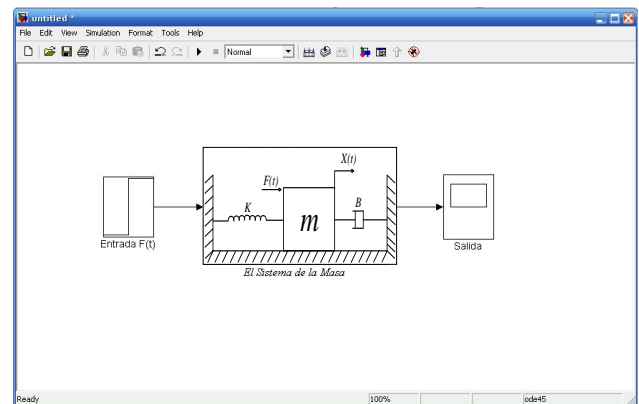 untitled *
File Edit View Simulation Format Tools Help
Normal
X(t)
F(t)
K
B
m
Entrada F(t)
Salida
El Sistema de la Masa
Ready
100%
ode45